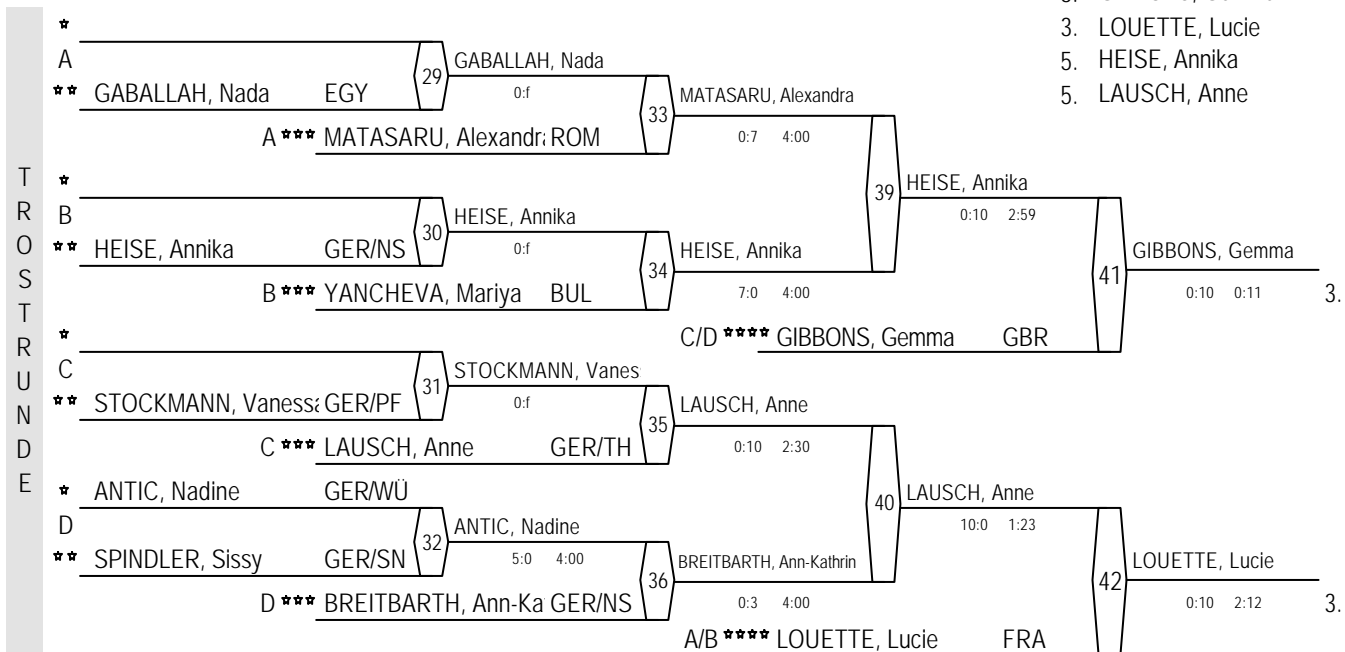 3. LOUETTE, Lucie
5. HEISE, Annika
5. LAUSCH, Anne
TROSTRUNDE
A
GABALLAH, Nada EGY
29
GABALLAH, Nada
0:f
A MATASARU, Alexandra ROM
33
MATASARU, Alexandra
0:7 4:00
B
HEISE, Annika GER/NS
30
HEISE, Annika
0:f
B YANCHEVA, Mariya BUL
34
HEISE, Annika
7:0 4:00
39
HEISE, Annika
0:10 2:59
C/D GIBBONS, Gemma GBR
41
GIBBONS, Gemma
0:10 0:11 3.
C
STOCKMANN, Vanessa GER/PF
31
STOCKMANN, Vanes
0:f
C LAUSCH, Anne GER/TH
35
LAUSCH, Anne
0:10 2:30
ANTIC, Nadine GER/WÜ
D
SPINDLER, Sissy GER/SN
32
ANTIC, Nadine
5:0 4:00
D BREITBARTH, Ann-Ka GER/NS
36
BREITBARTH, Ann-Kathrin
0:3 4:00
40
LAUSCH, Anne
10:0 1:23
A/B LOUETTE, Lucie FRA
42
LOUETTE, Lucie
0:10 2:12 3.